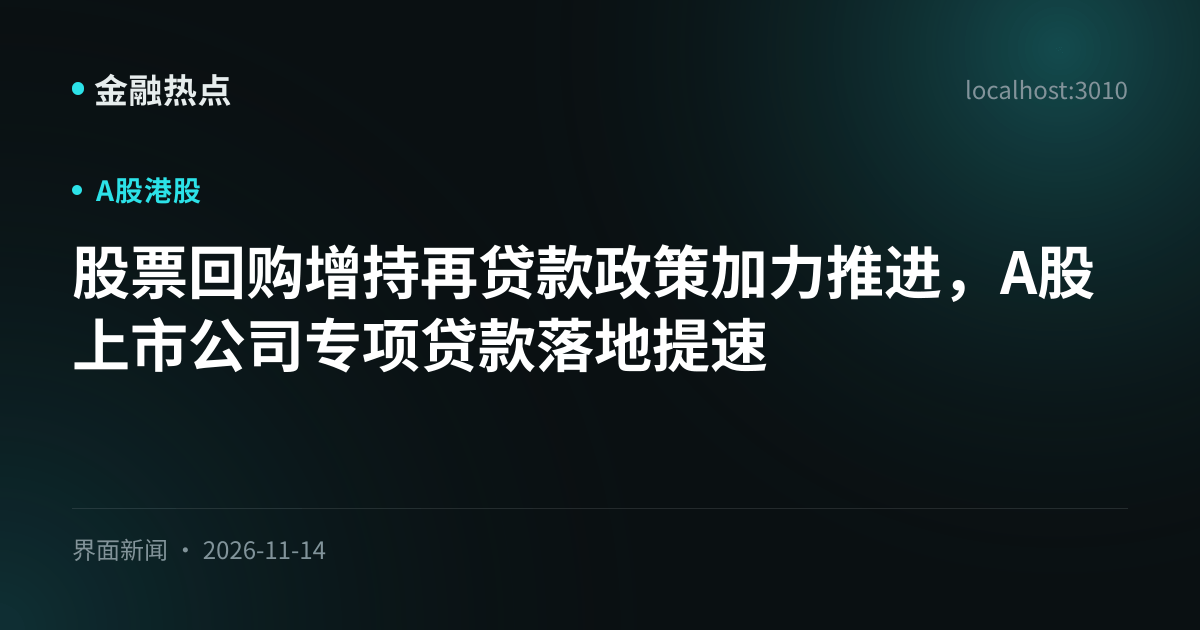 金融热点
localhost:3010
A股港股
股票回购增持再贷款政策加力推进，A股
上市公司专项贷款落地提速
界面新闻 · 2026-11-14